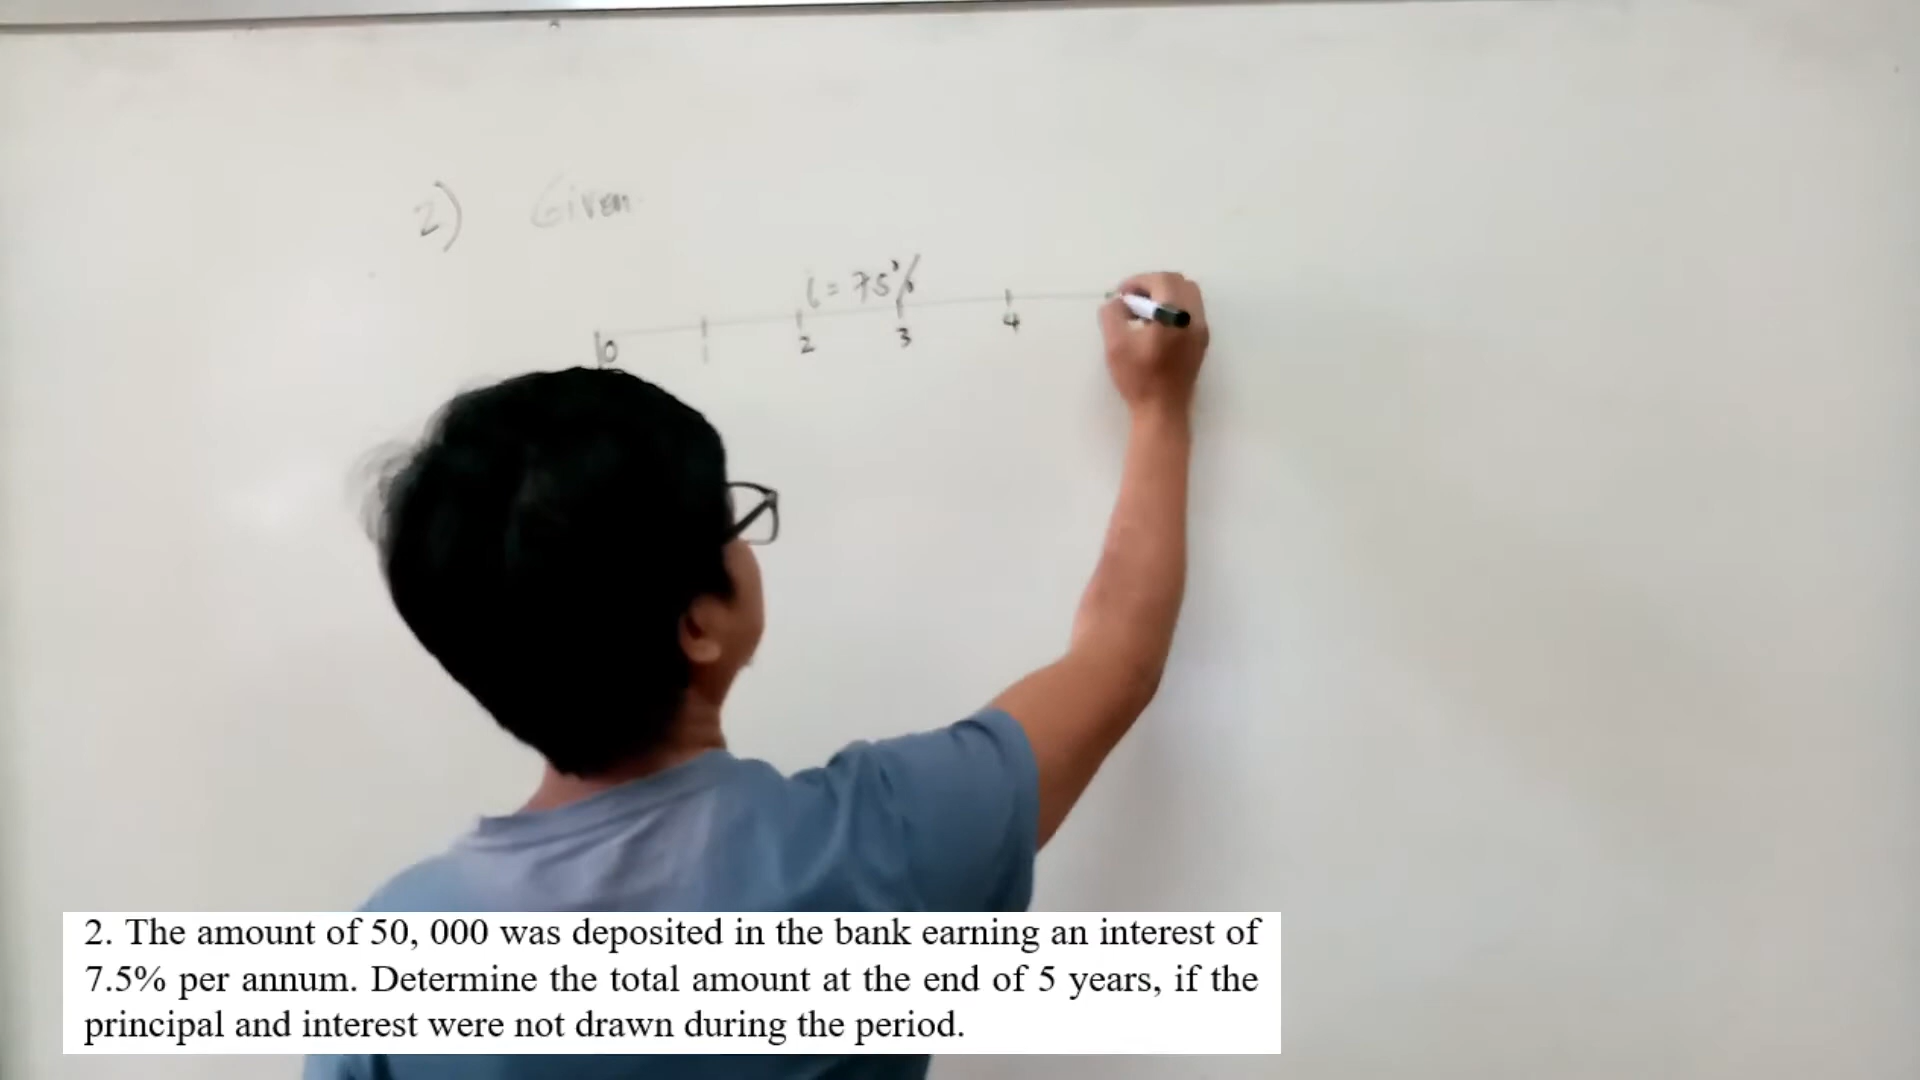 2) Given
i = 7.5%
0 1 2 3 4
2. The amount of 50, 000 was deposited in the bank earning an interest of
7.5% per annum. Determine the total amount at the end of 5 years, if the
principal and interest were not drawn during the period.